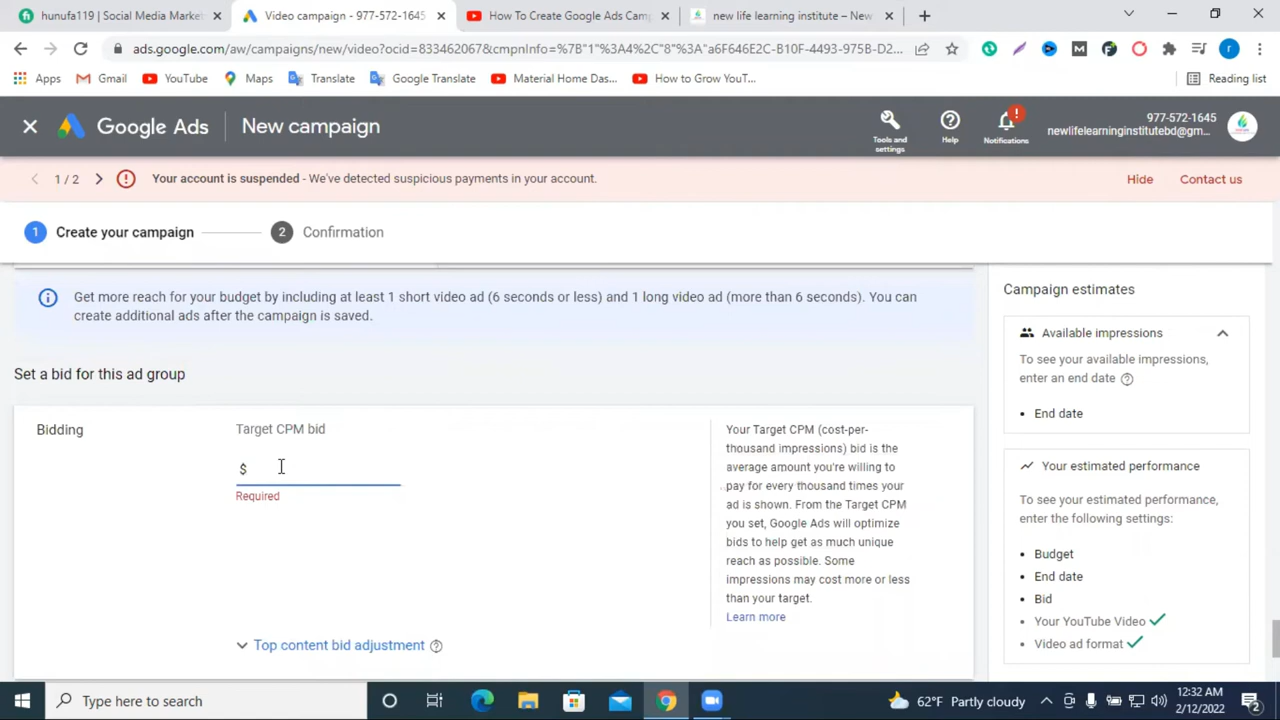 hunufa119 | Social Media Market
Video campaign - 977-572-1645
How To Create Google Ads Cam
new life learning institute – New
ads.google.com/aw/campaigns/new/video?ocid=833462067&cmpnInfo=%7B"1"%3A4%2C"8"%3A"a6F646E2C-B10F-4493-975B-D2...
Apps
Gmail
YouTube
Maps
Translate
Google Translate
Material Home Das...
How to Grow YouT...
Reading list
Google Ads
New campaign
Tools and
settings
Help
Notifications
977-572-1645
newlifelearninginstitutebd@gm...
1 / 2
Your account is suspended - We've detected suspicious payments in your account.
Hide
Contact us
1 Create your campaign
2 Confirmation
Get more reach for your budget by including at least 1 short video ad (6 seconds or less) and 1 long video ad (more than 6 seconds). You can
create additional ads after the campaign is saved.
Set a bid for this ad group
Bidding
Target CPM bid
$
Required
Your Target CPM (cost-per-
thousand impressions) bid is the
average amount you're willing to
pay for every thousand times your
ad is shown. From the Target CPM
you set, Google Ads will optimize
bids to help get as much unique
reach as possible. Some
impressions may cost more or less
than your target.
Learn more
Top content bid adjustment
Campaign estimates
Available impressions
To see your available impressions,
enter an end date
• End date
Your estimated performance
To see your estimated performance,
enter the following settings:
• Budget
• End date
• Bid
• Your YouTube Video
• Video ad format
Type here to search
62°F Partly cloudy
12:32 AM
2/12/2022
2